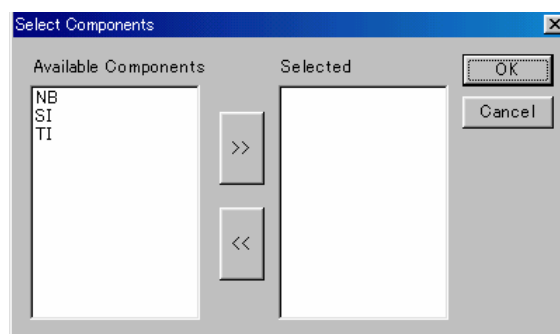 Select Components
Available Components
Selected
OK
NB
SI
TI
>>
Cancel
<<